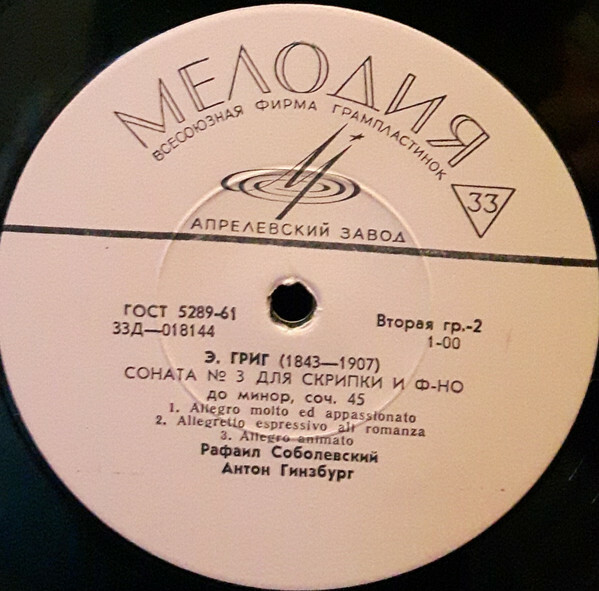 МЕЛОДИЯ
ВСЕСОЮЗНАЯ ФИРМА ГРАМПЛАСТИНОК
33
АПРЕЛЕВСКИЙ ЗАВОД
ГОСТ 5289-61
33Д—018144
Вторая гр.-2
1-00
Э. ГРИГ (1843—1907)
СОНАТА № 3 ДЛЯ СКРИПКИ И Ф-НО
до минор, соч. 45
1. Allegro molto ed appassionato
2. Allegretto espressivo all romanza
3. Allegro animato
Рафаил Соболевский
Антон Гинзбург